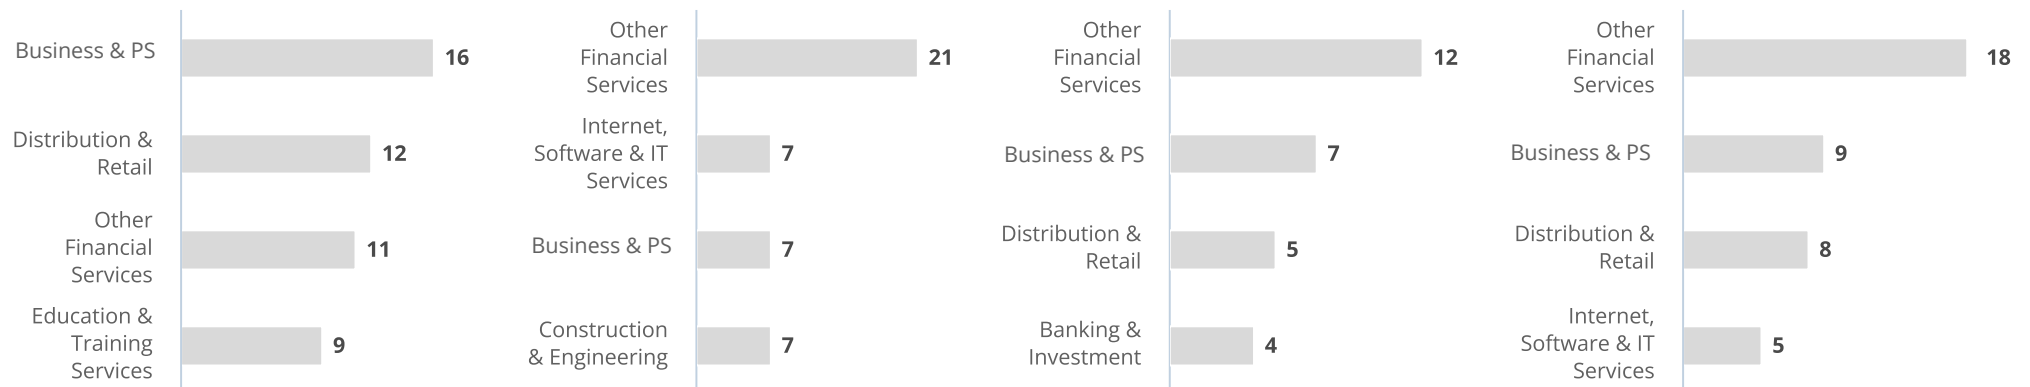 Business & PS
16
Distribution &
Retail
12
Other
Financial
Services
11
Education &
Training
Services
9
Other
Financial
Services
21
Internet,
Software & IT
Services
7
Business & PS
7
Construction
& Engineering
7
Other
Financial
Services
12
Business & PS
7
Distribution &
Retail
5
Banking &
Investment
4
Other
Financial
Services
18
Business & PS
9
Distribution &
Retail
8
Internet,
Software & IT
Services
5